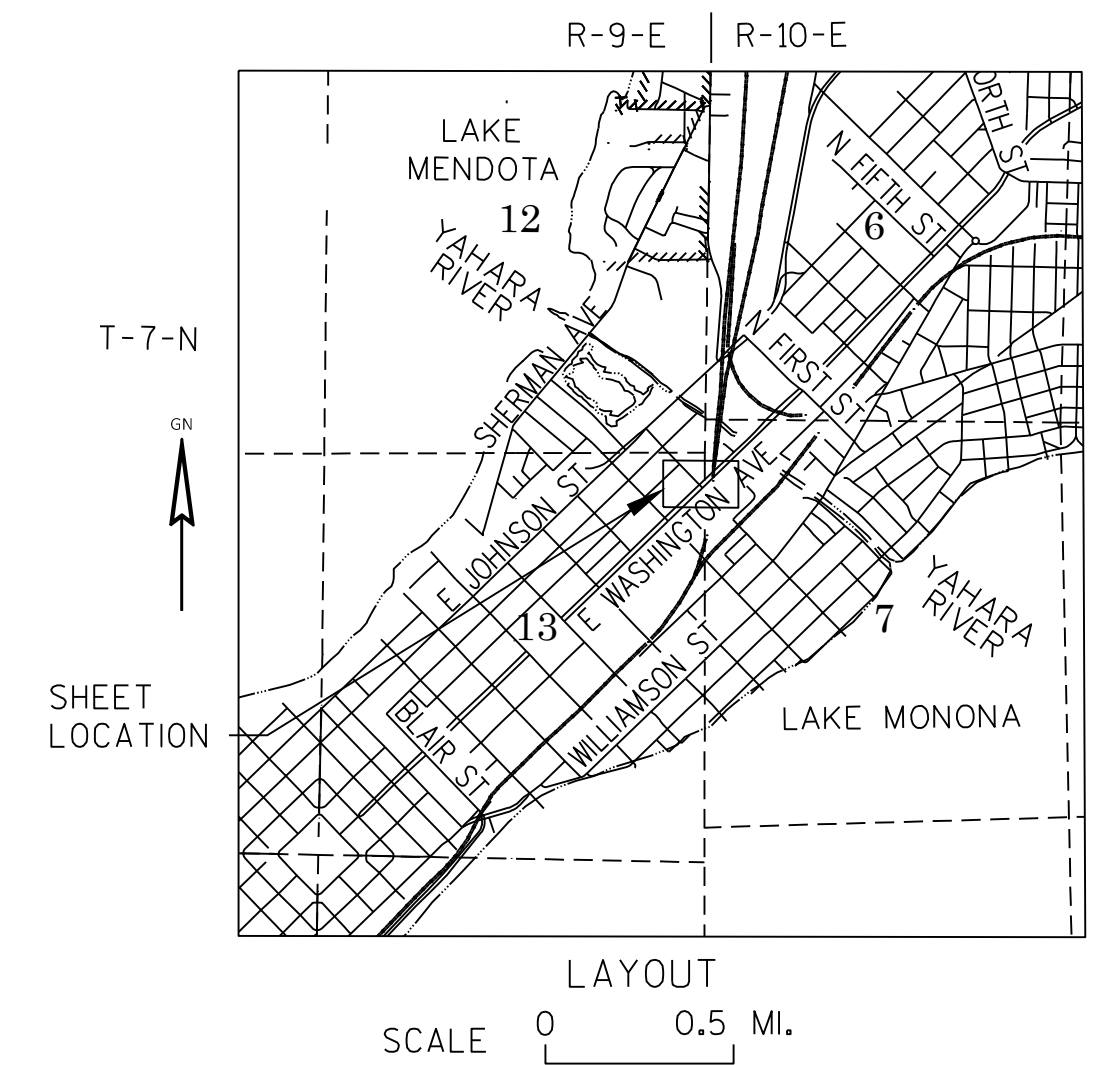 R-9-E
R-10-E
LAKE
MENDOTA
12
N FIFTH ST
ORTH ST
6
YAHARA
RIVER
T-7-N
GN
SHERMAN AVE
N FIRST ST
E JOHNSON ST
E WASHINGTON AVE
13
7
YAHARA
RIVER
SHEET
LOCATION
BLAIR ST
WILLIAMSON ST
LAKE MONONA
LAYOUT
SCALE
0
0.5 MI.